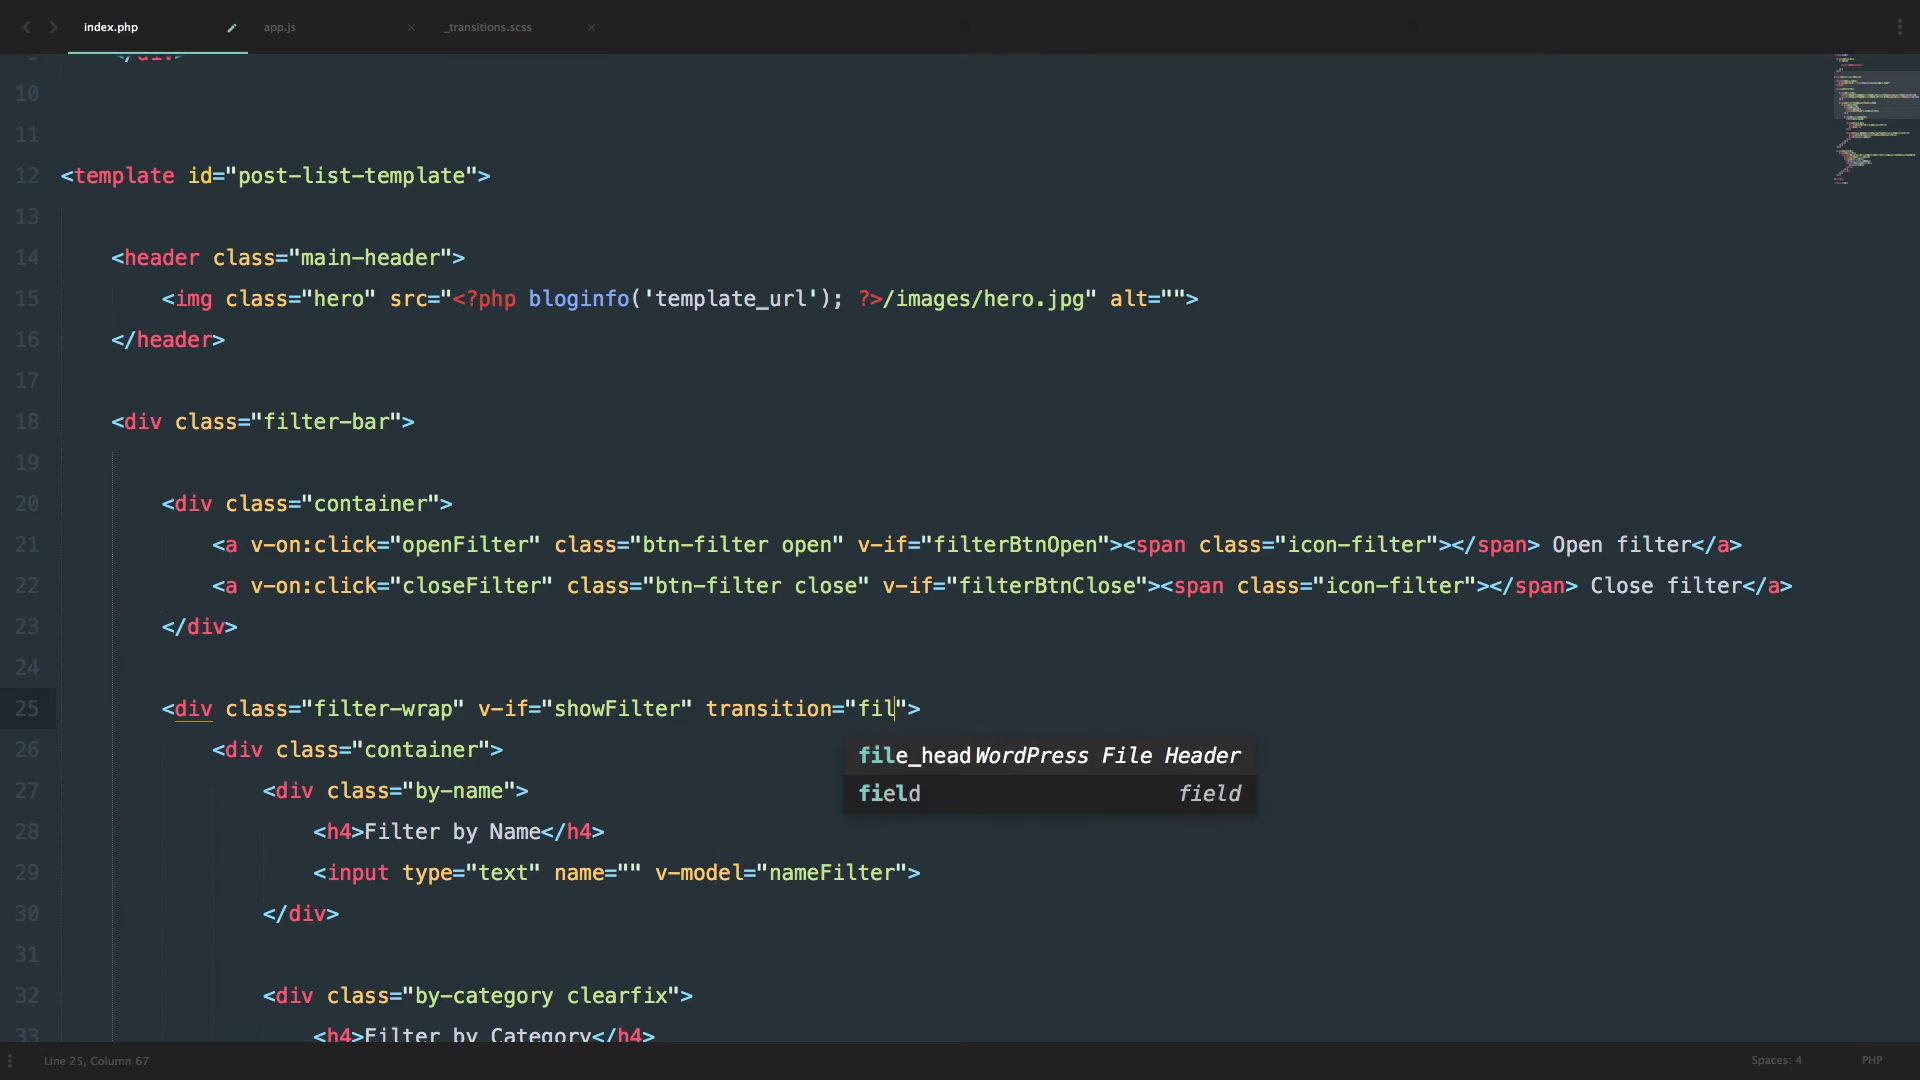 index.php
app.js
_transitions.scss
</div>
10
11
12 <template id="post-list-template">
13
14 <header class="main-header">
15 <img class="hero" src="<?php bloginfo('template_url'); ?>/images/hero.jpg" alt="">
16 </header>
17
18 <div class="filter-bar">
19
20 <div class="container">
21 <a v-on:click="openFilter" class="btn-filter open" v-if="filterBtnOpen"><span class="icon-filter"></span> Open filter</a>
22 <a v-on:click="closeFilter" class="btn-filter close" v-if="filterBtnClose"><span class="icon-filter"></span> Close filter</a>
23 </div>
24
25 <div class="filter-wrap" v-if="showFilter" transition="fil">
26 <div class="container">
file_head WordPress File Header
27 <div class="by-name">
field field
28 <h4>Filter by Name</h4>
29 <input type="text" name="" v-model="nameFilter">
30 </div>
31
32 <div class="by-category clearfix">
33 <h4>Filter by Category</h4>
Line 25, Column 67
Spaces: 4
PHP